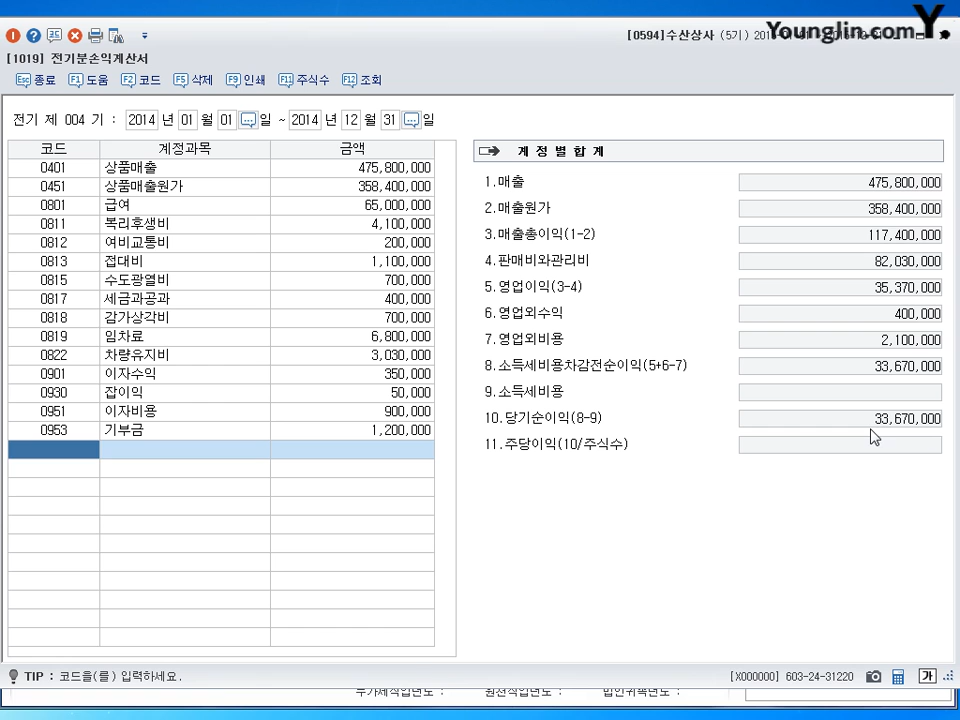 Younglin.com Y.
[0594]수산상사 (5기)
[1019] 전기분손익계산서
Esc 종료 F1 도움 F2 코드 F5 삭제 F9 인쇄 F11 주식수 F12 조회
전기 제 004 기 : 2014 년 01 월 01 일 ~ 2014 년 12 월 31 일
코드 계정과목 금액
0401 상품매출 475,800,000
0451 상품매출원가 358,400,000
0801 급여 65,000,000
0811 복리후생비 4,100,000
0812 여비교통비 200,000
0813 접대비 1,100,000
0815 수도광열비 700,000
0817 세금과공과 400,000
0818 감가상각비 700,000
0819 임차료 6,800,000
0822 차량유지비 3,030,000
0901 이자수익 350,000
0930 잡이익 50,000
0951 이자비용 900,000
0953 기부금 1,200,000
계 정 별 합 계
1.매출 475,800,000
2.매출원가 358,400,000
3.매출총이익(1-2) 117,400,000
4.판매비와관리비 82,030,000
5.영업이익(3-4) 35,370,000
6.영업외수익 400,000
7.영업외비용 2,100,000
8.소득세비용차감전순이익(5+6-7) 33,670,000
9.소득세비용
10.당기순이익(8-9) 33,670,000
11.주당이익(10/주식수)
TIP : 코드을(를) 입력하세요.
[X000000] 603-24-31220 가